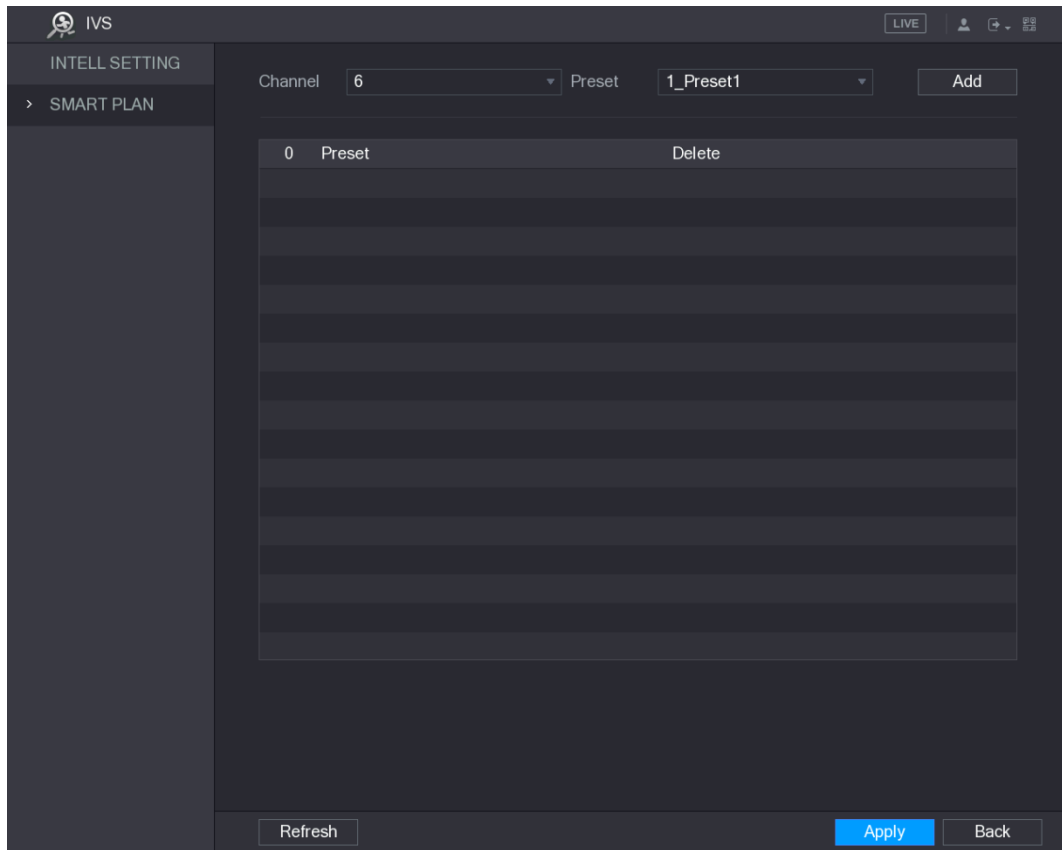 IVS
LIVE
INTELL SETTING
> SMART PLAN
Channel 6 Preset 1_Preset1 Add
0 Preset Delete
Refresh Apply Back